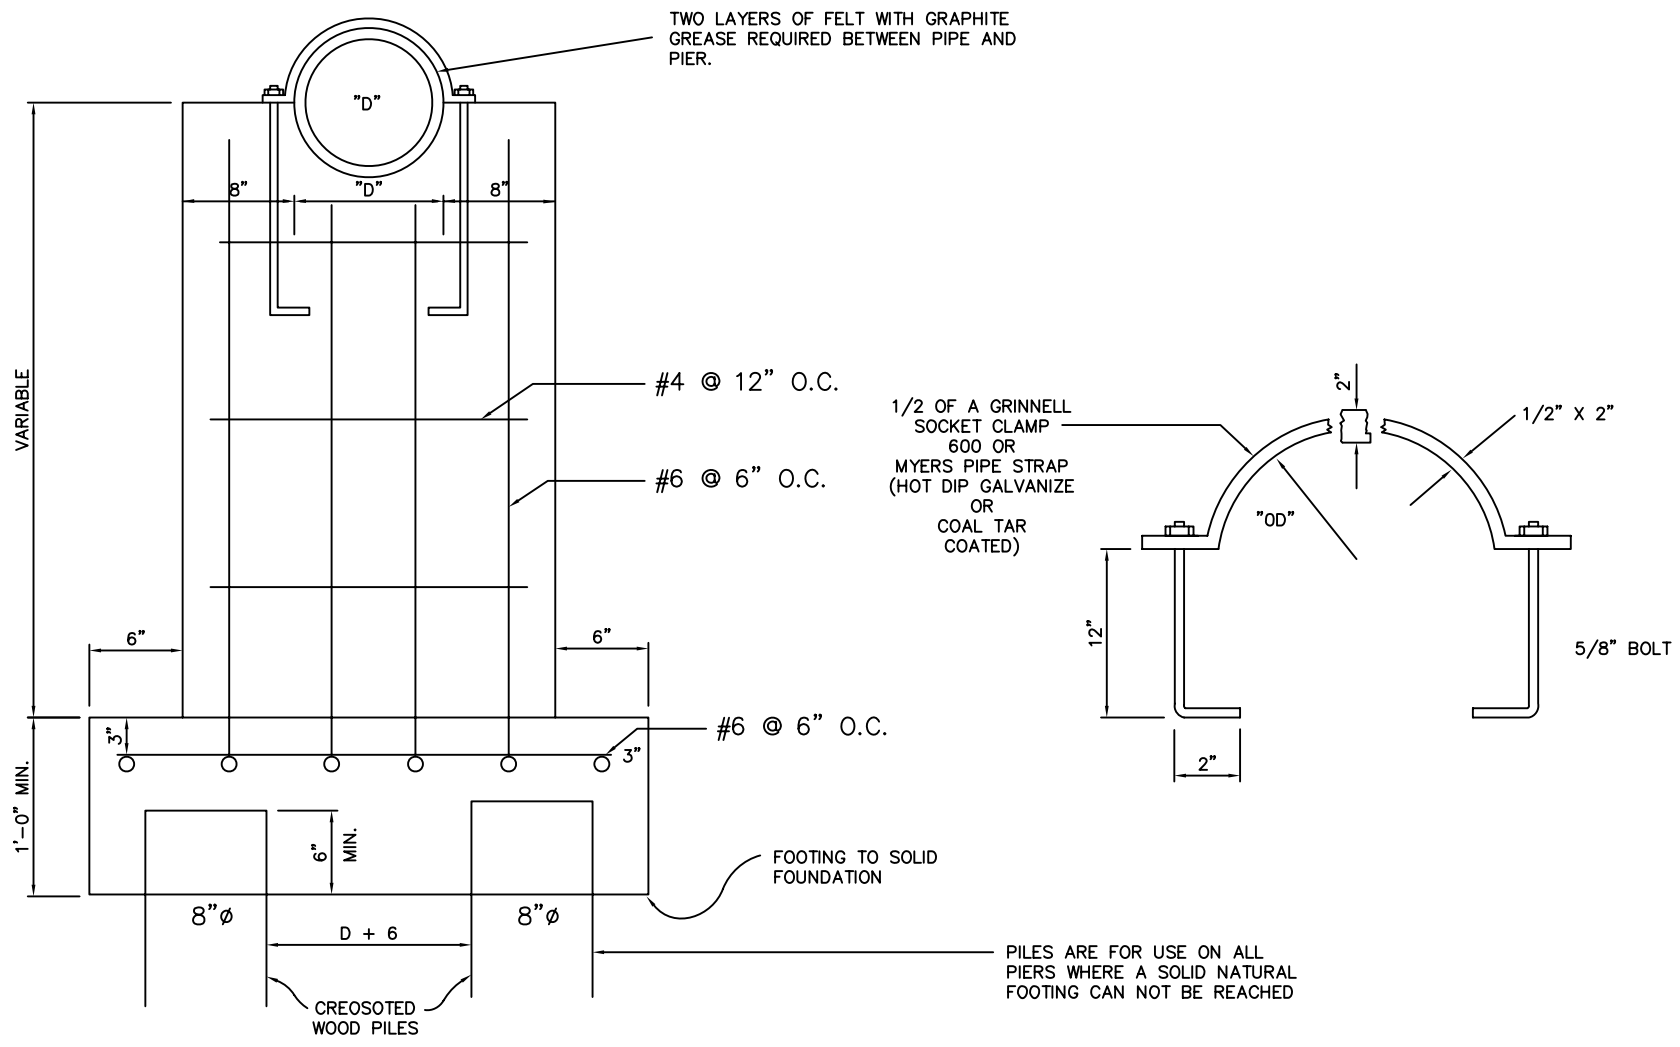 TWO LAYERS OF FELT WITH GRAPHITE
GREASE REQUIRED BETWEEN PIPE AND
PIER.
"D"
8"
"D"
8"
VARIABLE
#4 @ 12" O.C.
#6 @ 6" O.C.
6"
6"
#6 @ 6" O.C.
3"
3"
1'-0" MIN.
6"
MIN.
FOOTING TO SOLID
FOUNDATION
8"ø
8"ø
D + 6
PILES ARE FOR USE ON ALL
PIERS WHERE A SOLID NATURAL
FOOTING CAN NOT BE REACHED
CREOSOTED
WOOD PILES
2"
1/2 OF A GRINNELL
SOCKET CLAMP
600 OR
MYERS PIPE STRAP
(HOT DIP GALVANIZE
OR
COAL TAR
COATED)
1/2" X 2"
"OD"
12"
5/8" BOLT
2"